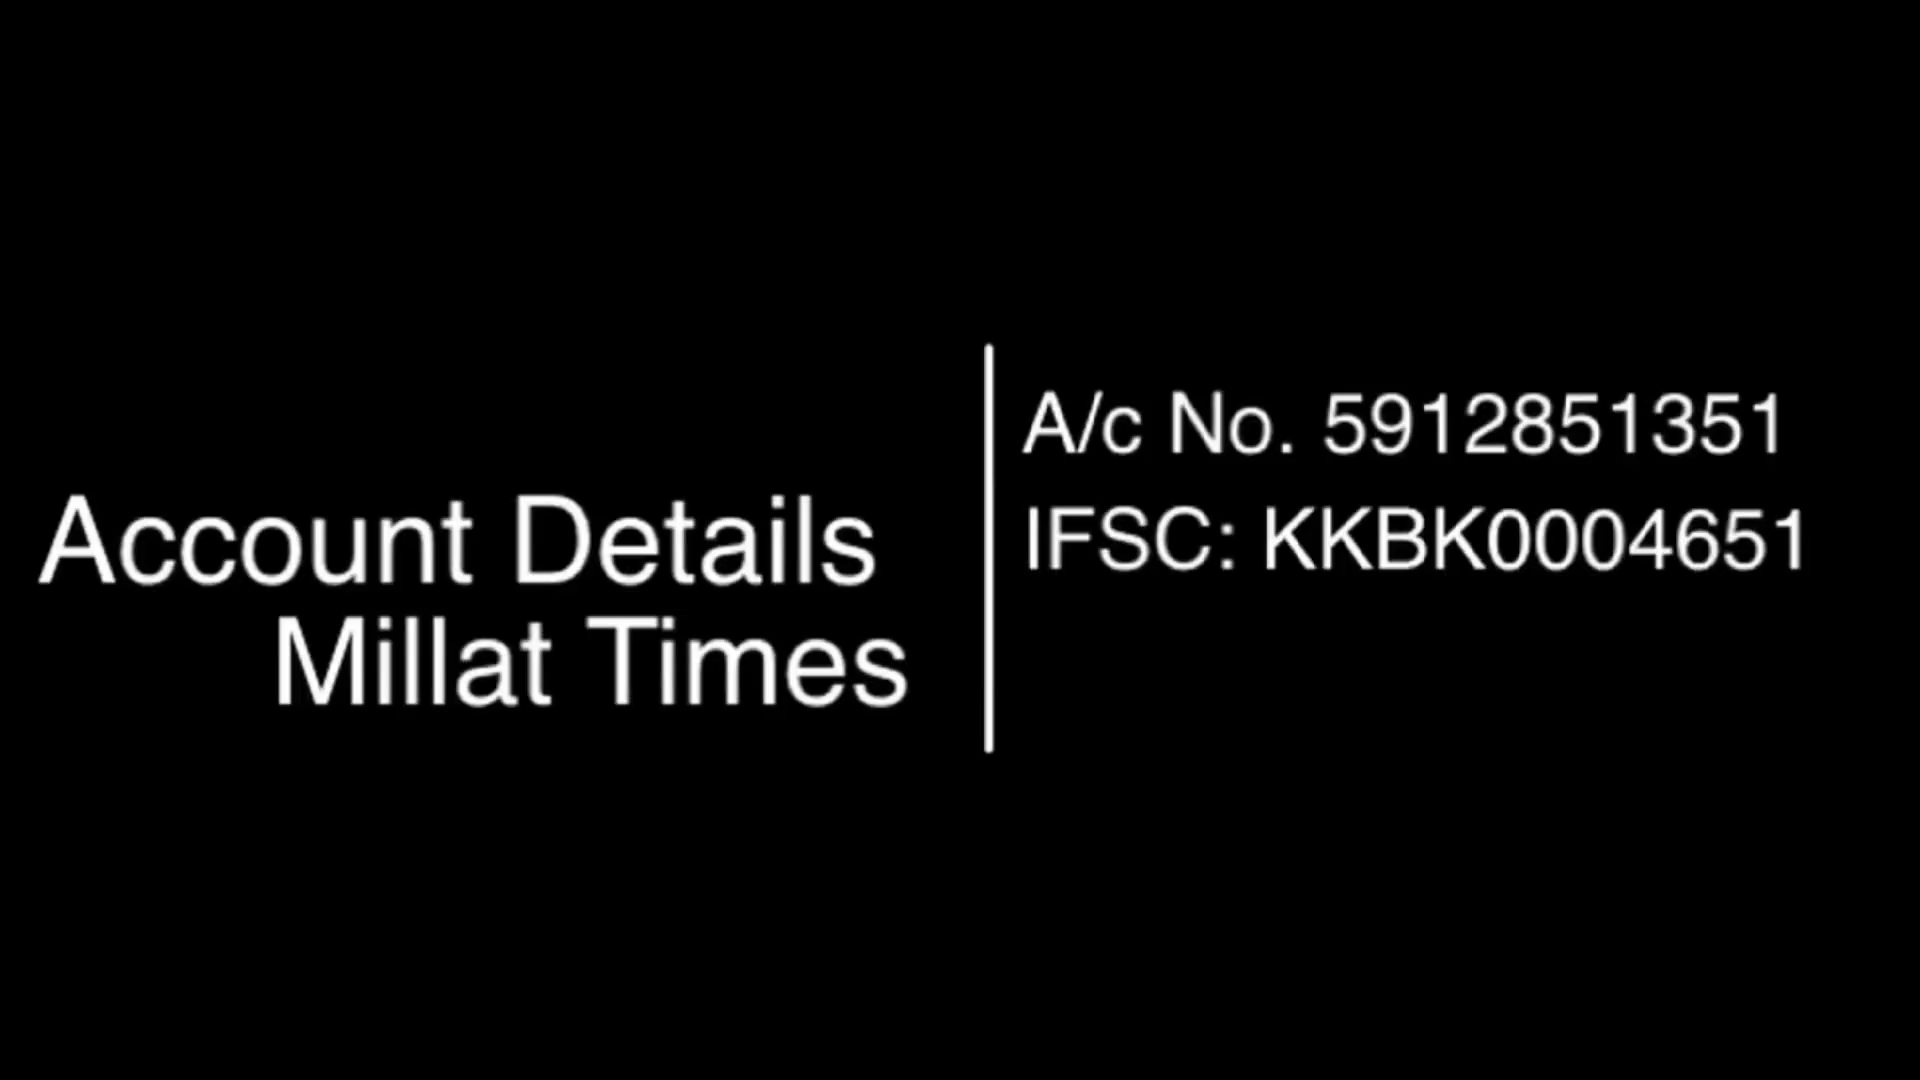 Account Details
Millat Times
A/c No. 5912851351
IFSC: KKBK0004651